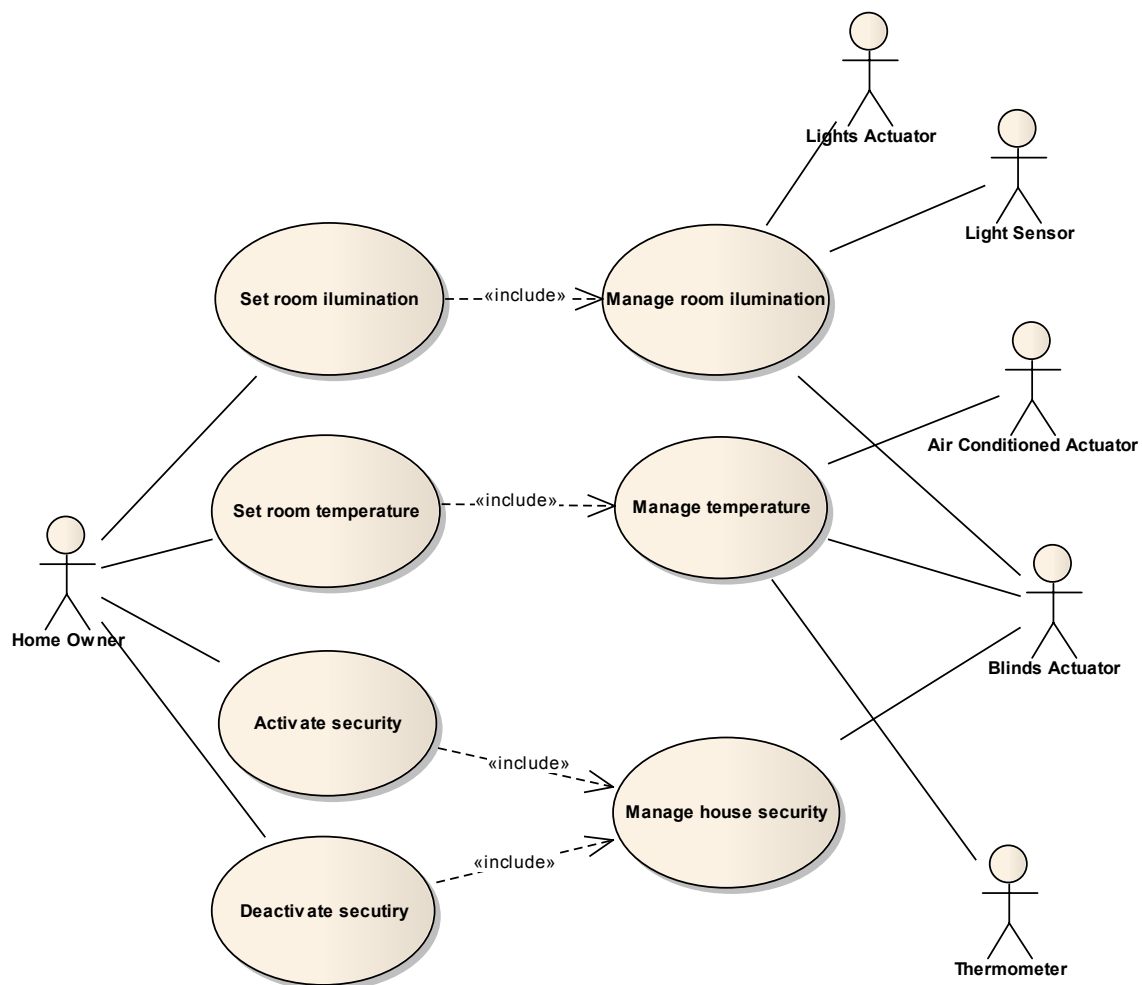 Lights Actuator
Light Sensor
Set room ilumination
«include»
Manage room ilumination
Air Conditioned Actuator
Set room temperature
«include»
Manage temperature
Home Owner
Blinds Actuator
Activate security
«include»
Manage house security
«include»
Deactivate secutiry
Thermometer